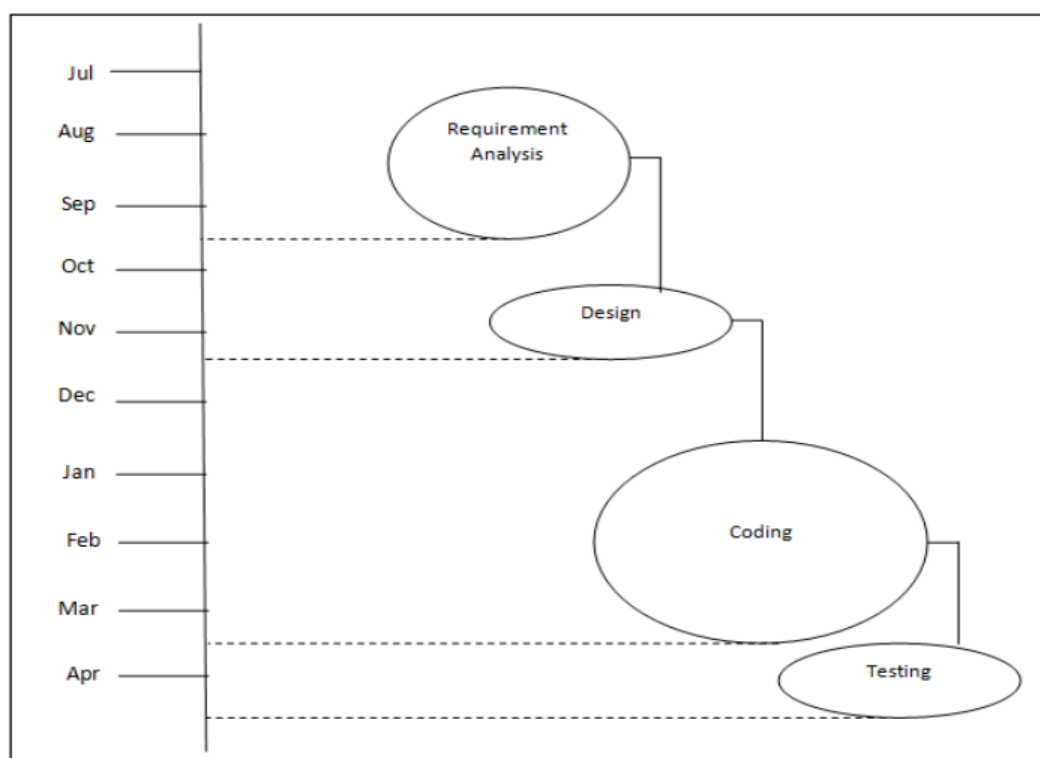 Jul
Aug
Sep
Oct
Nov
Dec
Jan
Feb
Mar
Apr
Requirement
Analysis
Design
Coding
Testing